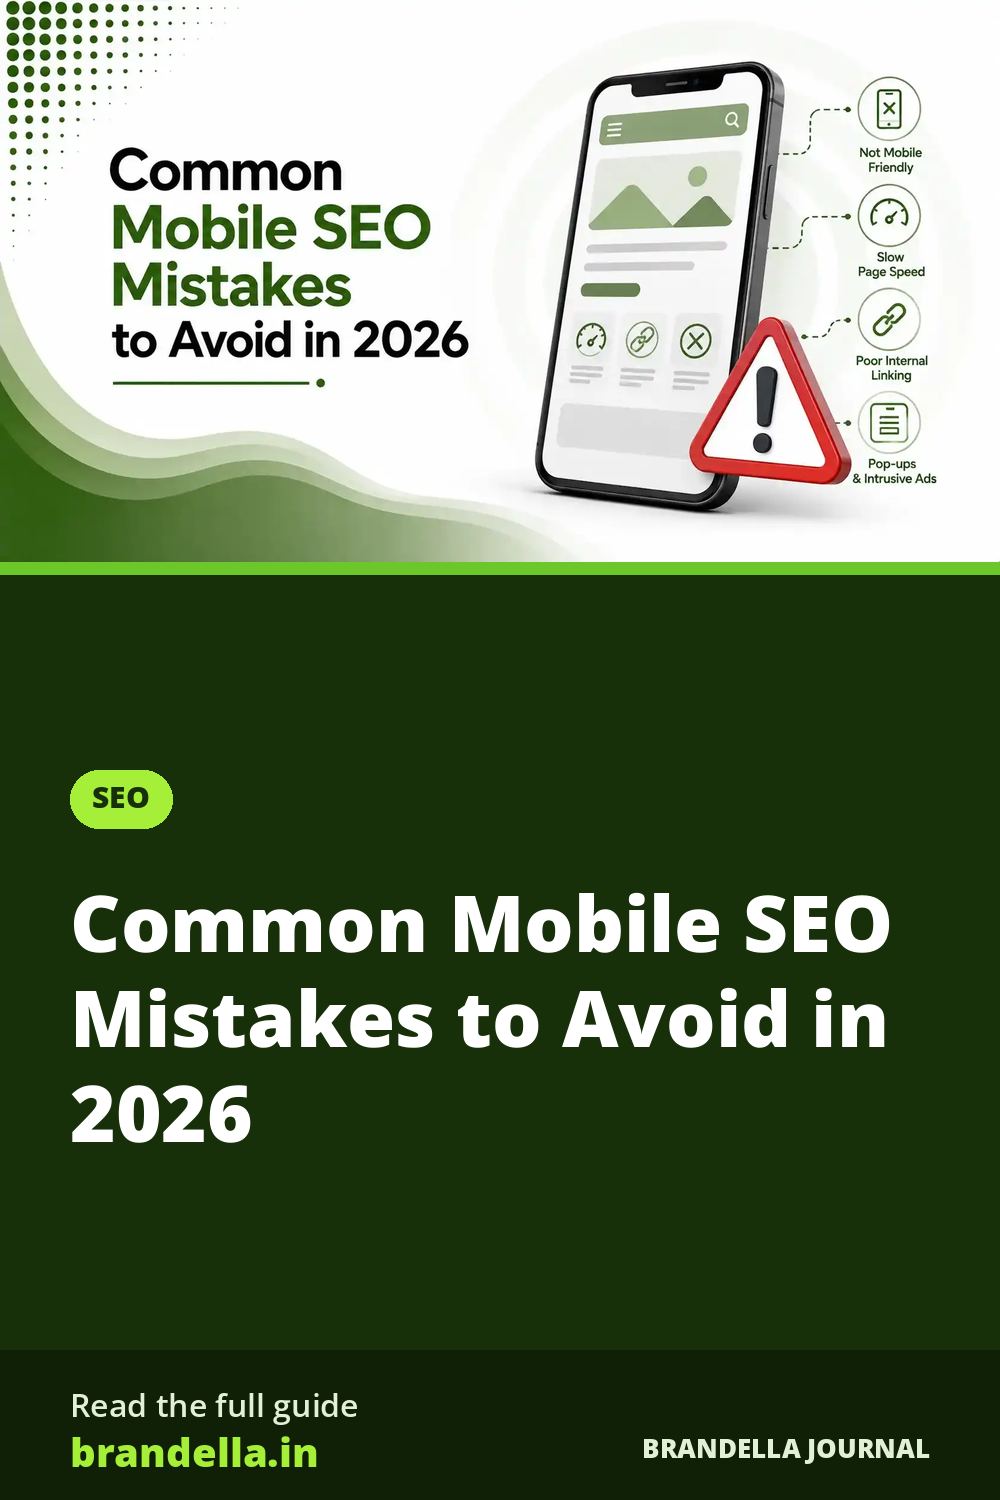 Common
Mobile SEO
Mistakes
to Avoid in 2026
Not Mobile
Friendly
Slow
Page Speed
Poor Internal
Linking
Pop-ups
& Intrusive Ads
SEO
Common Mobile SEO
Mistakes to Avoid in
2026
Read the full guide
brandella.in
BRANDELLA JOURNAL